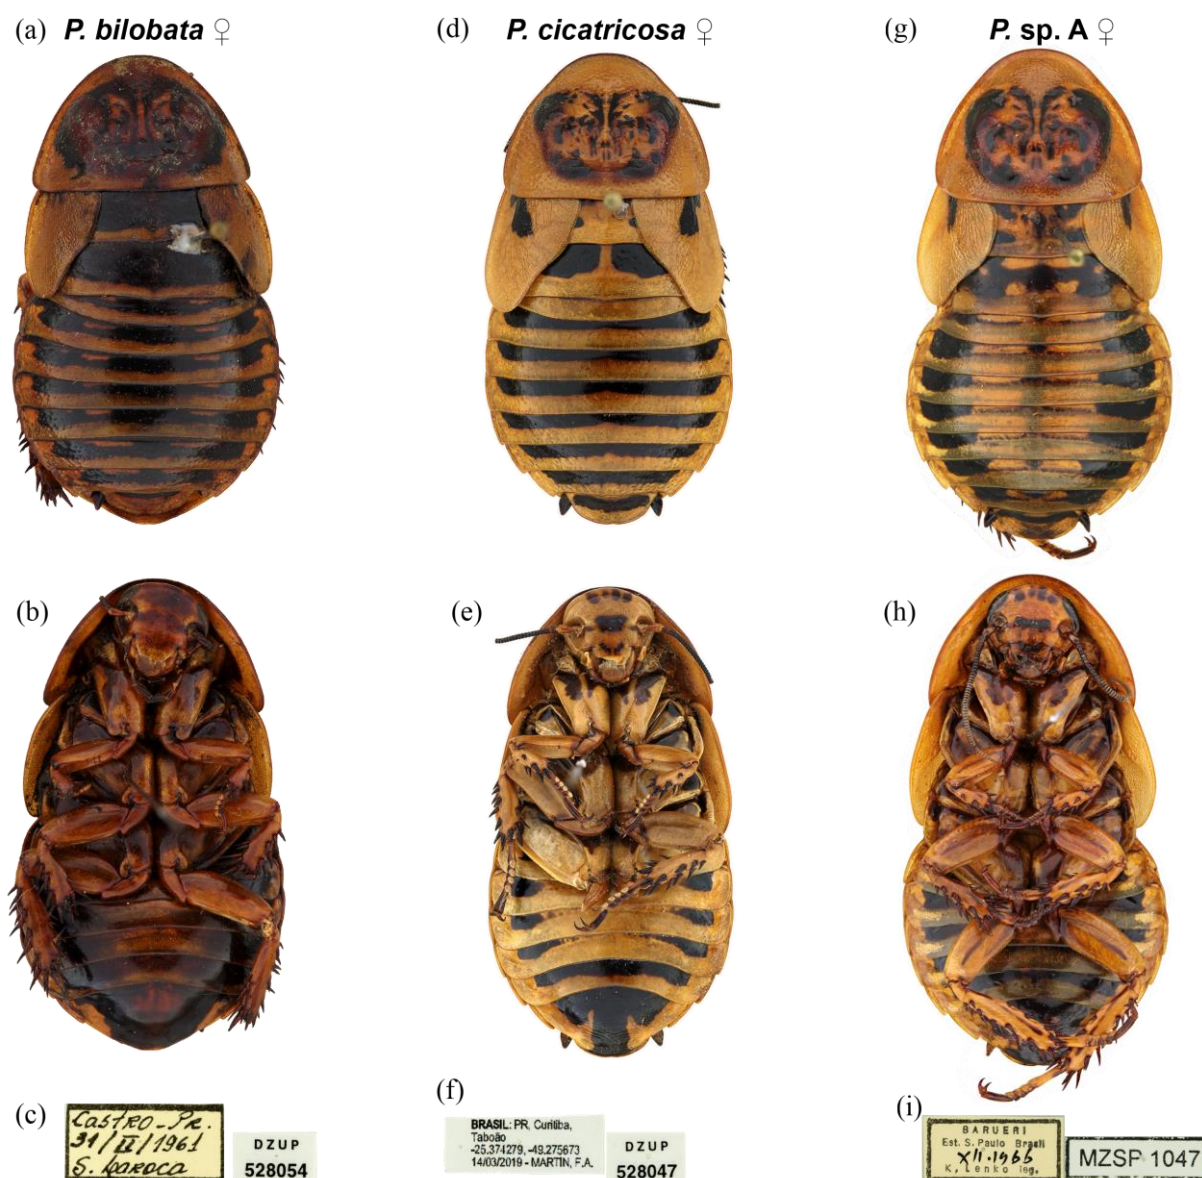 (a) P. bilobata ♀
(d) P. cicatricosa ♀
(g) P. sp. A ♀
(b)
(e)
(h)
(c)
CASTRO-PR.
31/II/1961
S. Laroca
DZUP
528054
(f)
BRASIL: PR, Curitiba,
Taboão
-25,374279, -49,275673
14/03/2019 - MARTIN, F.A.
DZUP
528047
(i)
BARUERI
Est. S. Paulo Brasil
XII.1966
K. Lenko leg.
MZSP 1047